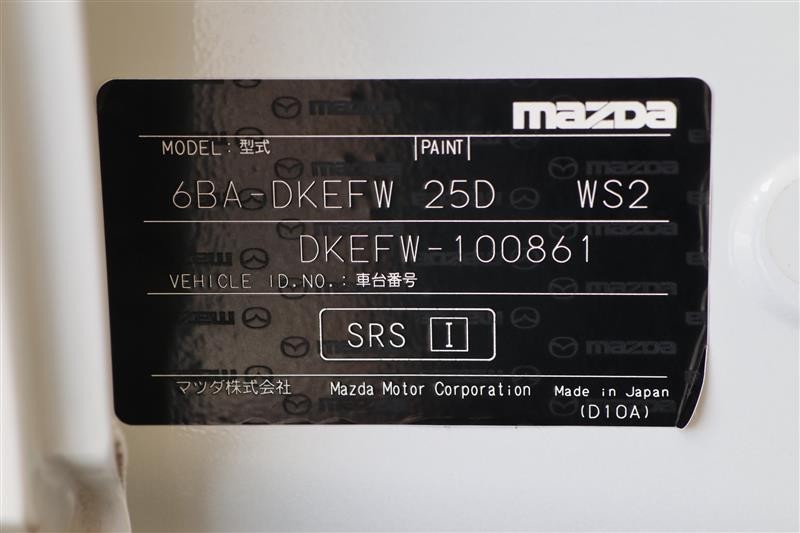 mazda
MODEL: 型式 |PAINT|
6BA-DKEFW 25D WS2
DKEFW-100861
VEHICLE ID.NO.: 車台番号
SRS I
マツダ株式会社 Mazda Motor Corporation Made in Japan
(D10A)